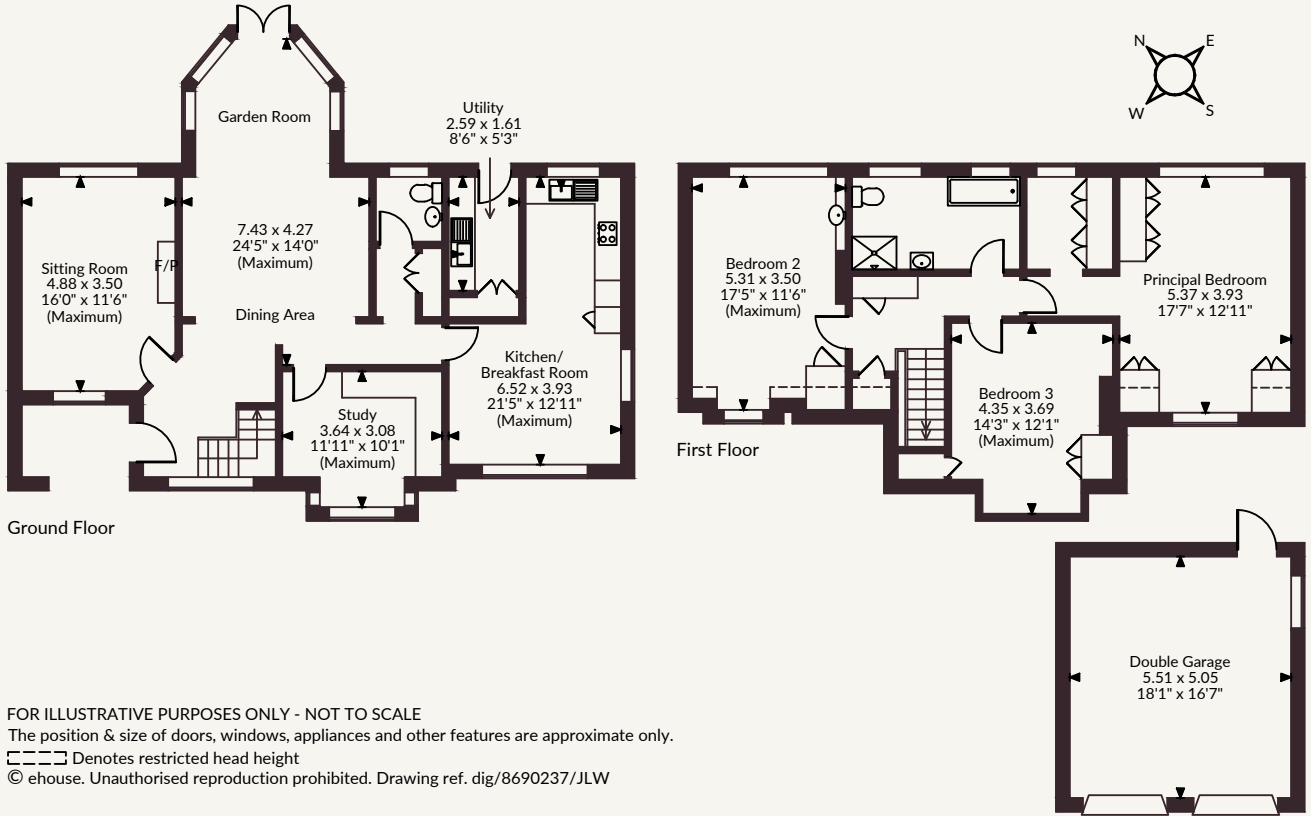 N
E
W
S
Garden Room
Utility
2.59 x 1.61
8'6" x 5'3"
7.43 x 4.27
24'5" x 14'0"
(Maximum)
F/P
Sitting Room
4.88 x 3.50
16'0" x 11'6"
(Maximum)
Dining Area
Kitchen/
Breakfast Room
6.52 x 3.93
21'5" x 12'11"
(Maximum)
Study
3.64 x 3.08
11'11" x 10'1"
(Maximum)
Ground Floor
Bedroom 2
5.31 x 3.50
17'5" x 11'6"
(Maximum)
Principal Bedroom
5.37 x 3.93
17'7" x 12'11"
Bedroom 3
4.35 x 3.69
14'3" x 12'1"
(Maximum)
First Floor
Double Garage
5.51 x 5.05
18'1" x 16'7"
FOR ILLUSTRATIVE PURPOSES ONLY - NOT TO SCALE
The position & size of doors, windows, appliances and other features are approximate only.
Denotes restricted head height
© ehouse. Unauthorised reproduction prohibited. Drawing ref. dig/8690237/JLW